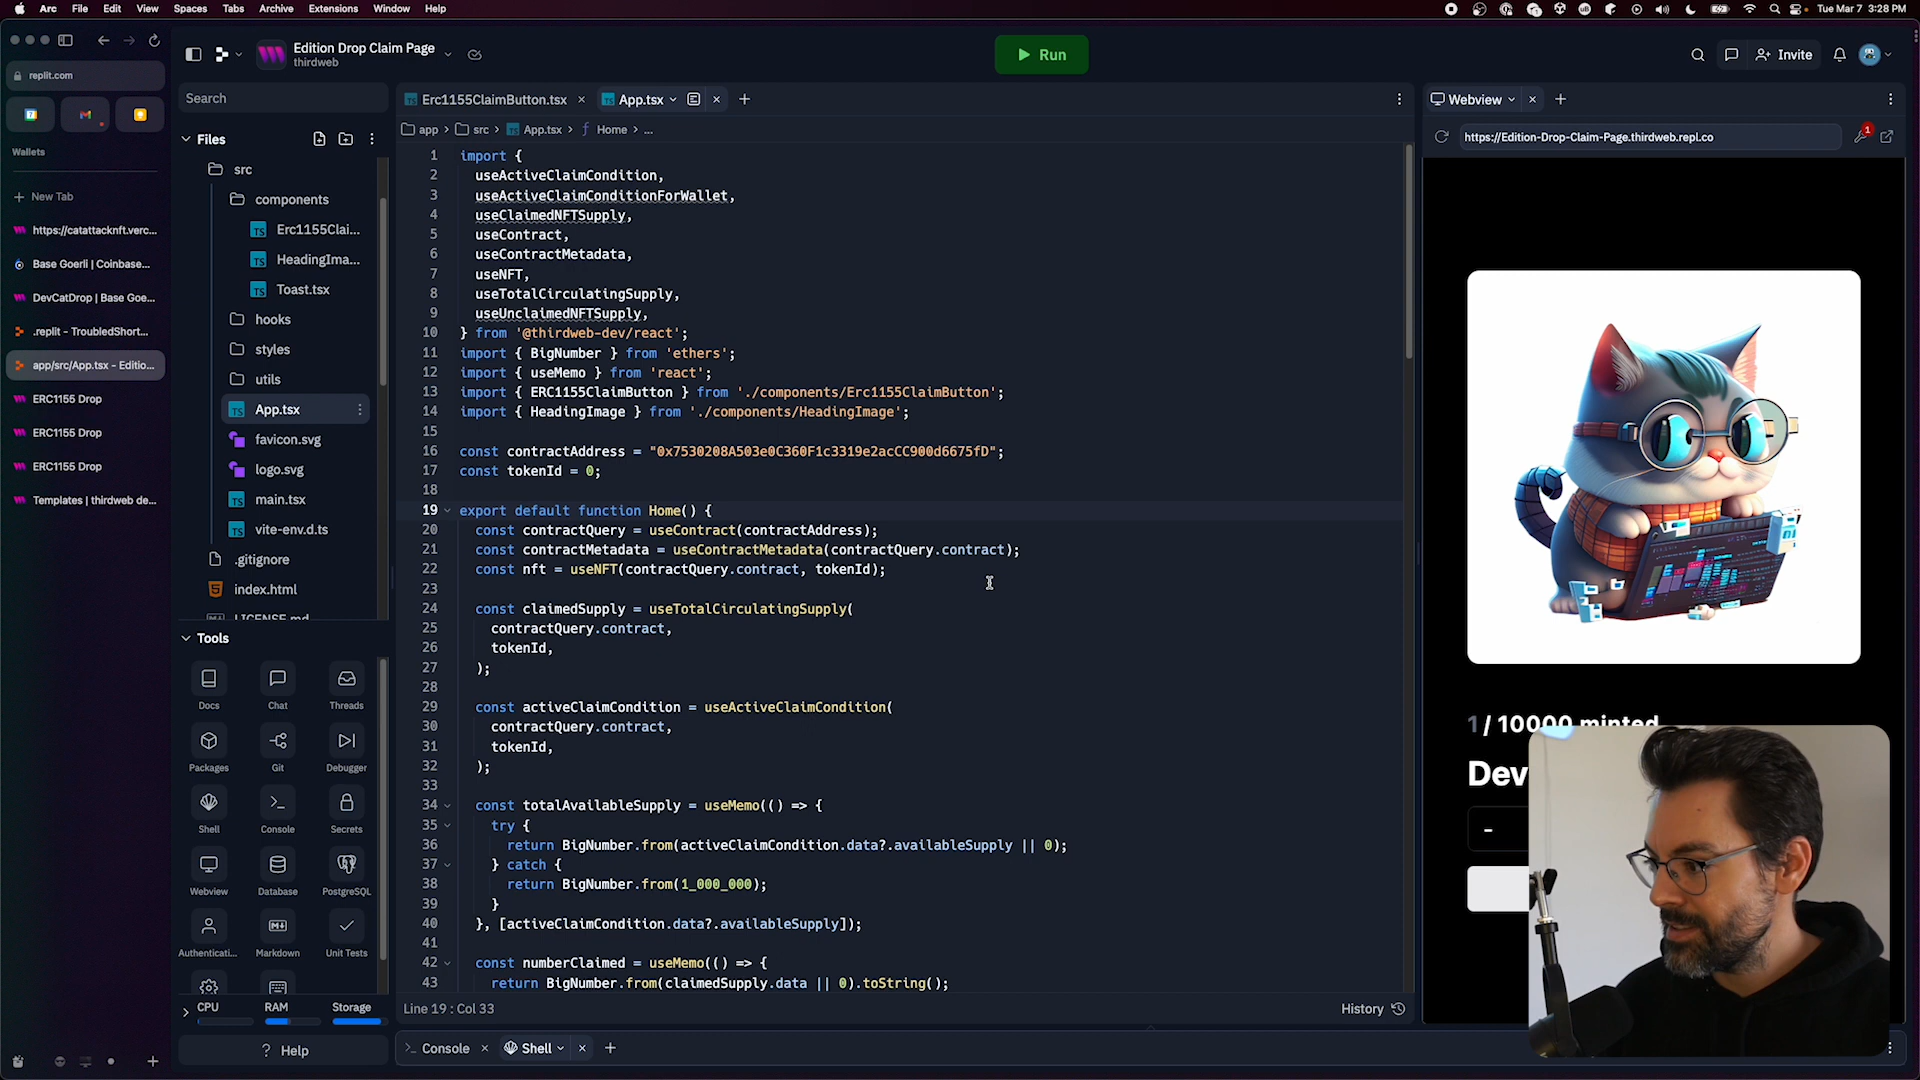 Arc File Edit View Spaces Tabs Archive Extensions Window Help
Tue Mar 7 3:28 PM
replit.com
Wallets
New Tab
https://catattacknft.verc...
Base Goerli | Coinbase...
DevCatDrop | Base Goe...
.replit - TroubledShort...
app/src/App.tsx - Editio...
ERC1155 Drop
ERC1155 Drop
ERC1155 Drop
Templates | thirdweb de...
Edition Drop Claim Page
thirdweb
Run
Invite
Search
Files
src
components
Erc1155Clai...
HeadingIma...
Toast.tsx
hooks
styles
utils
App.tsx
favicon.svg
logo.svg
main.tsx
vite-env.d.ts
.gitignore
index.html
LICENSE.md
Tools
Docs Chat Threads
Packages Git Debugger
Shell Console Secrets
Webview Database PostgreSQL
Authenticati... Markdown Unit Tests
CPU RAM Storage
Help
Erc1155ClaimButton.tsx App.tsx
app > src > App.tsx > Home > ...
1 import {
2 useActiveClaimCondition,
3 useActiveClaimConditionForWallet,
4 useClaimedNFTSupply,
5 useContract,
6 useContractMetadata,
7 useNFT,
8 useTotalCirculatingSupply,
9 useUnclaimedNFTSupply,
10 } from '@thirdweb-dev/react';
11 import { BigNumber } from 'ethers';
12 import { useMemo } from 'react';
13 import { ERC1155ClaimButton } from './components/Erc1155ClaimButton';
14 import { HeadingImage } from './components/HeadingImage';
15
16 const contractAddress = "0x7530208A503e0C360F1c3319e2acCC900d6675fD";
17 const tokenId = 0;
18
19 export default function Home() {
20 const contractQuery = useContract(contractAddress);
21 const contractMetadata = useContractMetadata(contractQuery.contract);
22 const nft = useNFT(contractQuery.contract, tokenId);
23
24 const claimedSupply = useTotalCirculatingSupply(
25 contractQuery.contract,
26 tokenId,
27 );
28
29 const activeClaimCondition = useActiveClaimCondition(
30 contractQuery.contract,
31 tokenId,
32 );
33
34 const totalAvailableSupply = useMemo(() => {
35 try {
36 return BigNumber.from(activeClaimCondition.data?.availableSupply || 0);
37 } catch {
38 return BigNumber.from(1_000_000);
39 }
40 }, [activeClaimCondition.data?.availableSupply]);
41
42 const numberClaimed = useMemo(() => {
43 return BigNumber.from(claimedSupply.data || 0).toString();
Line 19 : Col 33
History
Console Shell
Webview
https://Edition-Drop-Claim-Page.thirdweb.repl.co
1
1 / 10000 minted
Dev
-